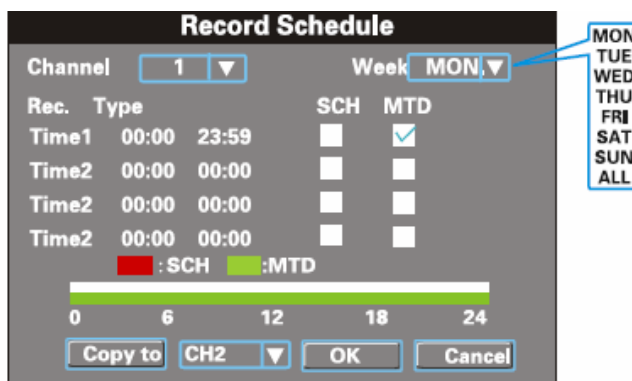 Record Schedule
Channel 1 Week MON.
Rec. Type SCH MTD
Time1 00:00 23:59
Time2 00:00 00:00
Time2 00:00 00:00
Time2 00:00 00:00
: SCH :MTD
0 6 12 18 24
Copy to CH2 OK Cancel
MON
TUE
WED
THU
FRI
SAT
SUN
ALL